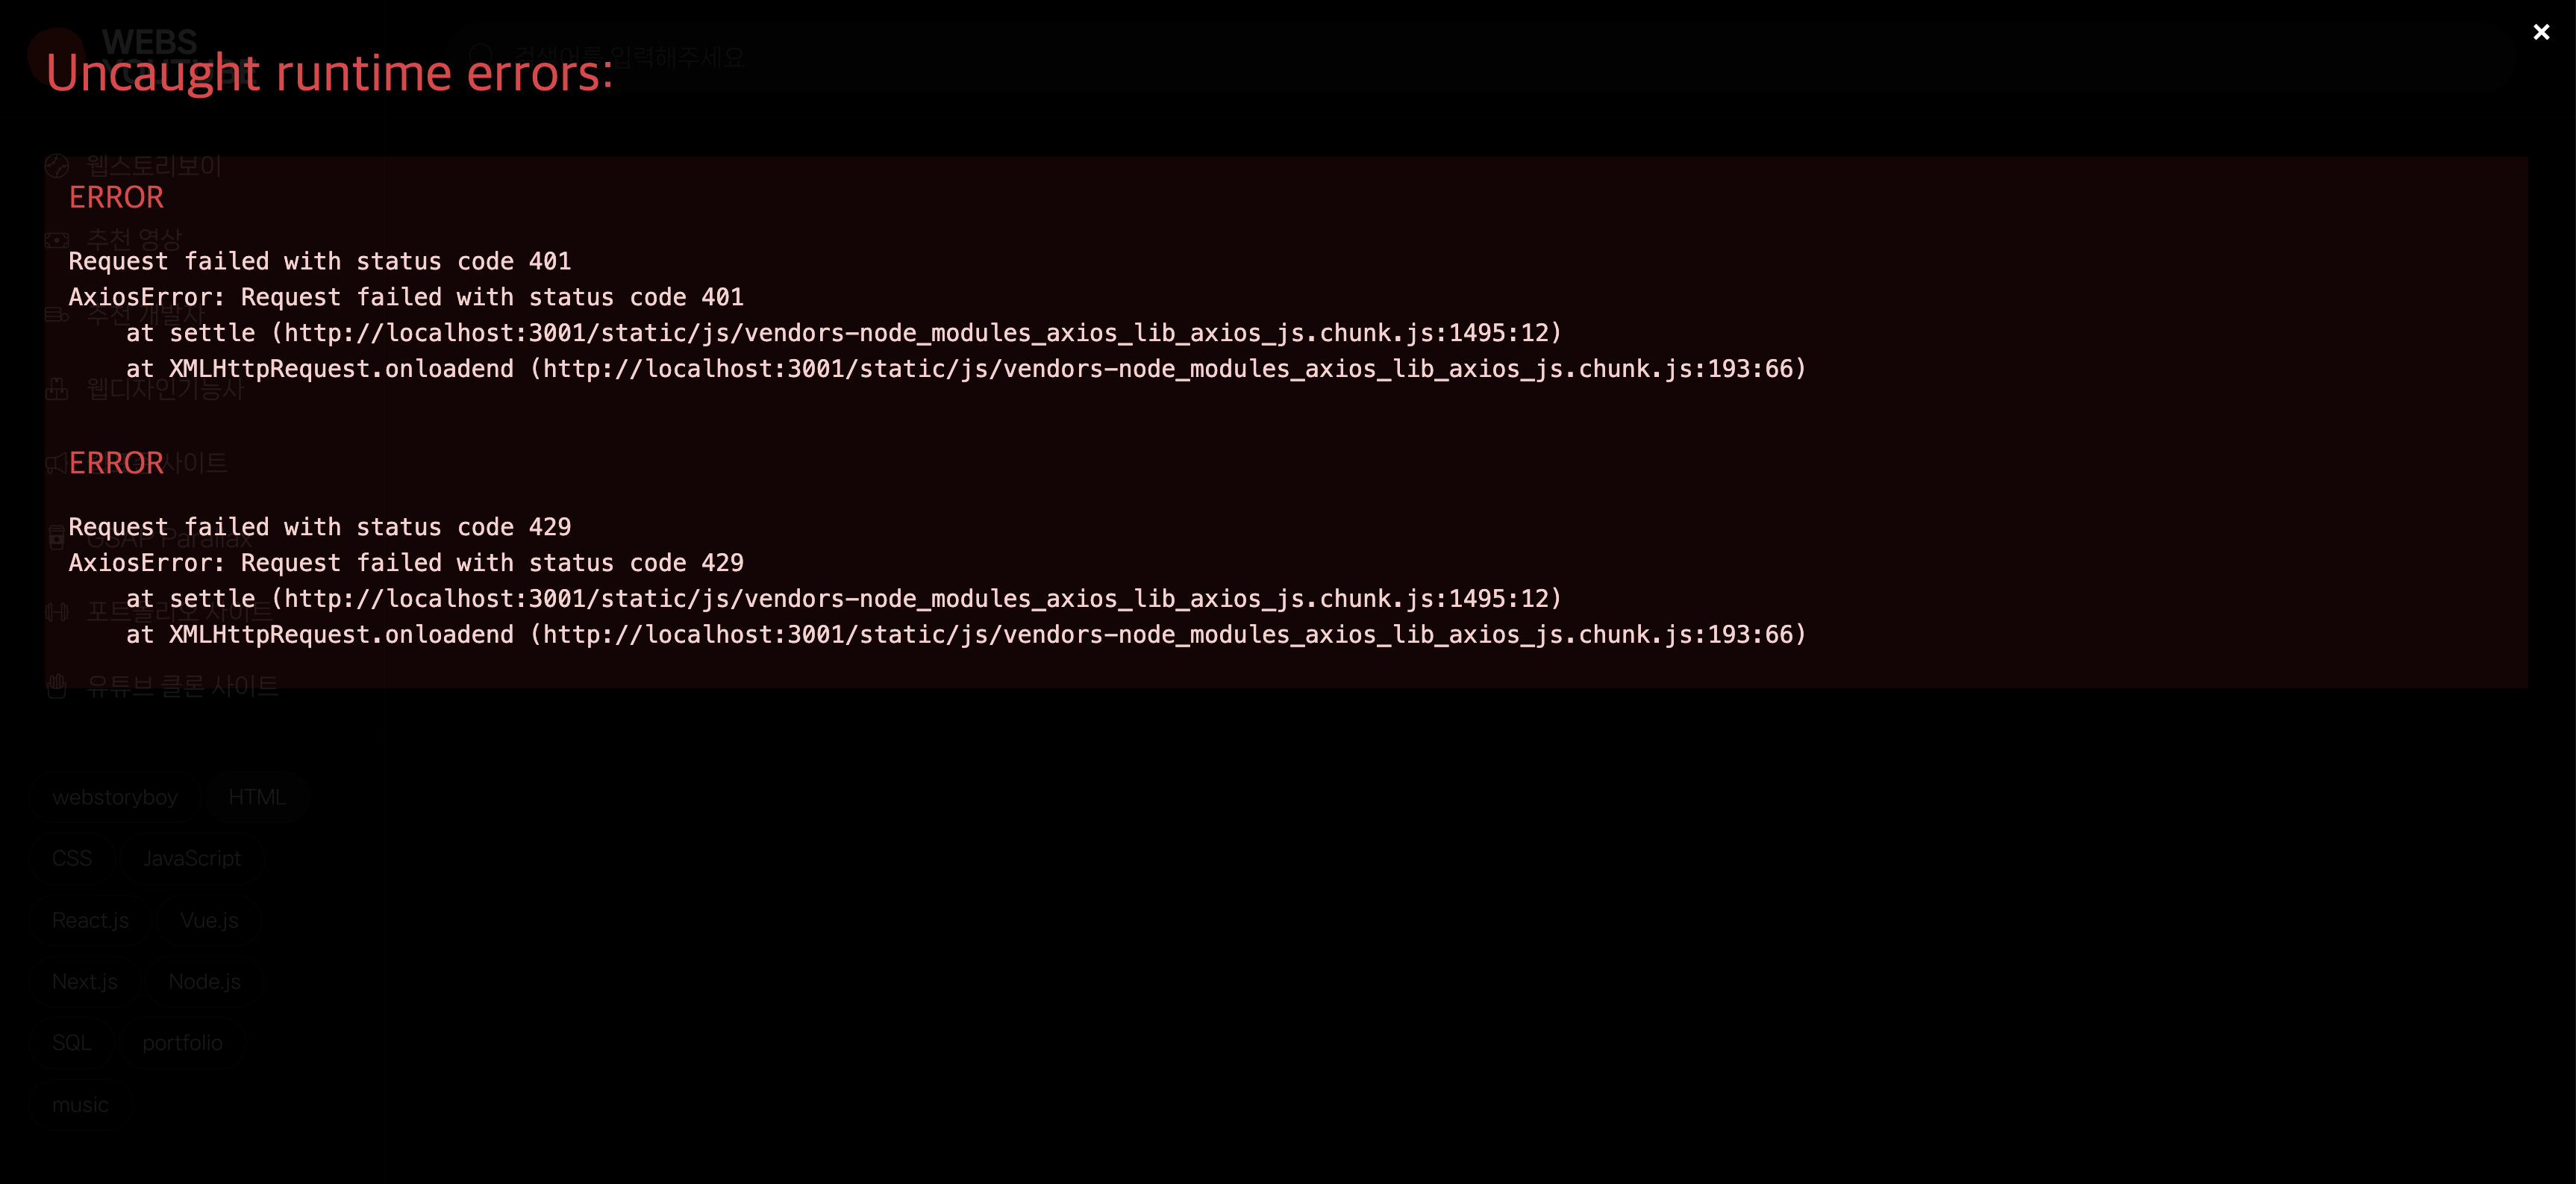 WEBS
YOUTUBE
검색어를 입력해주세요
×
Uncaught runtime errors:
웹스토리보이
ERROR
추천 영상
Request failed with status code 401
AxiosError: Request failed with status code 401
추천 개발자
at settle (http://localhost:3001/static/js/vendors-node_modules_axios_lib_axios_js.chunk.js:1495:12)
at XMLHttpRequest.onloadend (http://localhost:3001/static/js/vendors-node_modules_axios_lib_axios_js.chunk.js:193:66)
웹디자인기능사
ERROR
사이트
Request failed with status code 429
GSAP Parallax
AxiosError: Request failed with status code 429
at settle (http://localhost:3001/static/js/vendors-node_modules_axios_lib_axios_js.chunk.js:1495:12)
포트폴리오 사이트
at XMLHttpRequest.onloadend (http://localhost:3001/static/js/vendors-node_modules_axios_lib_axios_js.chunk.js:193:66)
유튜브 클론 사이트
webstoryboy HTML
CSS JavaScript
React.js Vue.js
Next.js Node.js
SQL portfolio
music